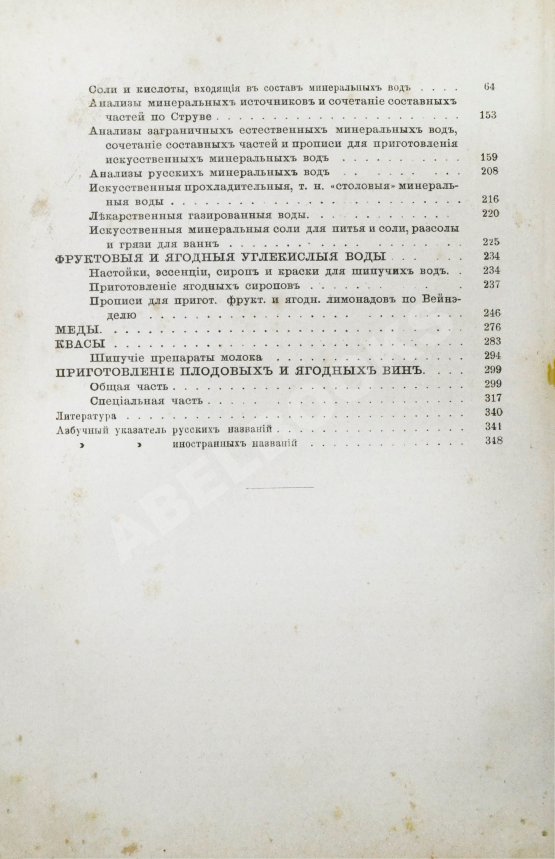 Соли и кислоты, входящія въ составъ минеральныхъ водъ . . . . 64
Анализы минеральныхъ источниковъ и сочетаніе составныхъ
частей по Струве . . . . . . . . . . . . . . . . . . 153
Анализы заграничныхъ естественныхъ минеральныхъ водъ,
сочетаніе составныхъ частей и прописи для приготовленія
искусственныхъ минеральныхъ водъ . . . . . . . . . 159
Анализы русскихъ минеральныхъ водъ . . . . . . . . . 208
Искусственныя прохладительныя, т. н. «столовыя» минераль-
ныя воды . . . . . . . . . . . . . . . . . . . . . 216
Лѣкарственныя газированныя воды. . . . . . . . . . . 220
Искусственныя минеральныя соли для питья и соли, разсолы
и грязи для ваннъ . . . . . . . . . . . . . . . . . 225
ФРУКТОВЫЯ И ЯГОДНЫЯ УГЛЕКИСЛЫЯ ВОДЫ . . . . . 234
Настойки, эссенціи, сиропъ и краски для шипучихъ водъ. . 234
Приготовленіе ягодныхъ сироповъ . . . . . . . . . . . 237
Прописи для пригот. фрукт. и ягодн. лимонадовъ по Вейнэ-
делю . . . . . . . . . . . . . . . . . . . . . . . 246
МЕДЫ. . . . . . . . . . . . . . . . . . . . . . . . . 276
КВАСЫ . . . . . . . . . . . . . . . . . . . . . . . . 283
Шипучіе препараты молока . . . . . . . . . . . . . . 294
ПРИГОТОВЛЕНІЕ ПЛОДОВЫХЪ И ЯГОДНЫХЪ ВИНЪ. . . . 299
Общая часть . . . . . . . . . . . . . . . . . . . . 299
Спеціальная часть . . . . . . . . . . . . . . . . . . 317
Литература . . . . . . . . . . . . . . . . . . . . . . 340
Азбучный указатель русскихъ названій . . . . . . . . . . 341
» » иностранныхъ названій . . . . . . . . 348
ABELBOOKS